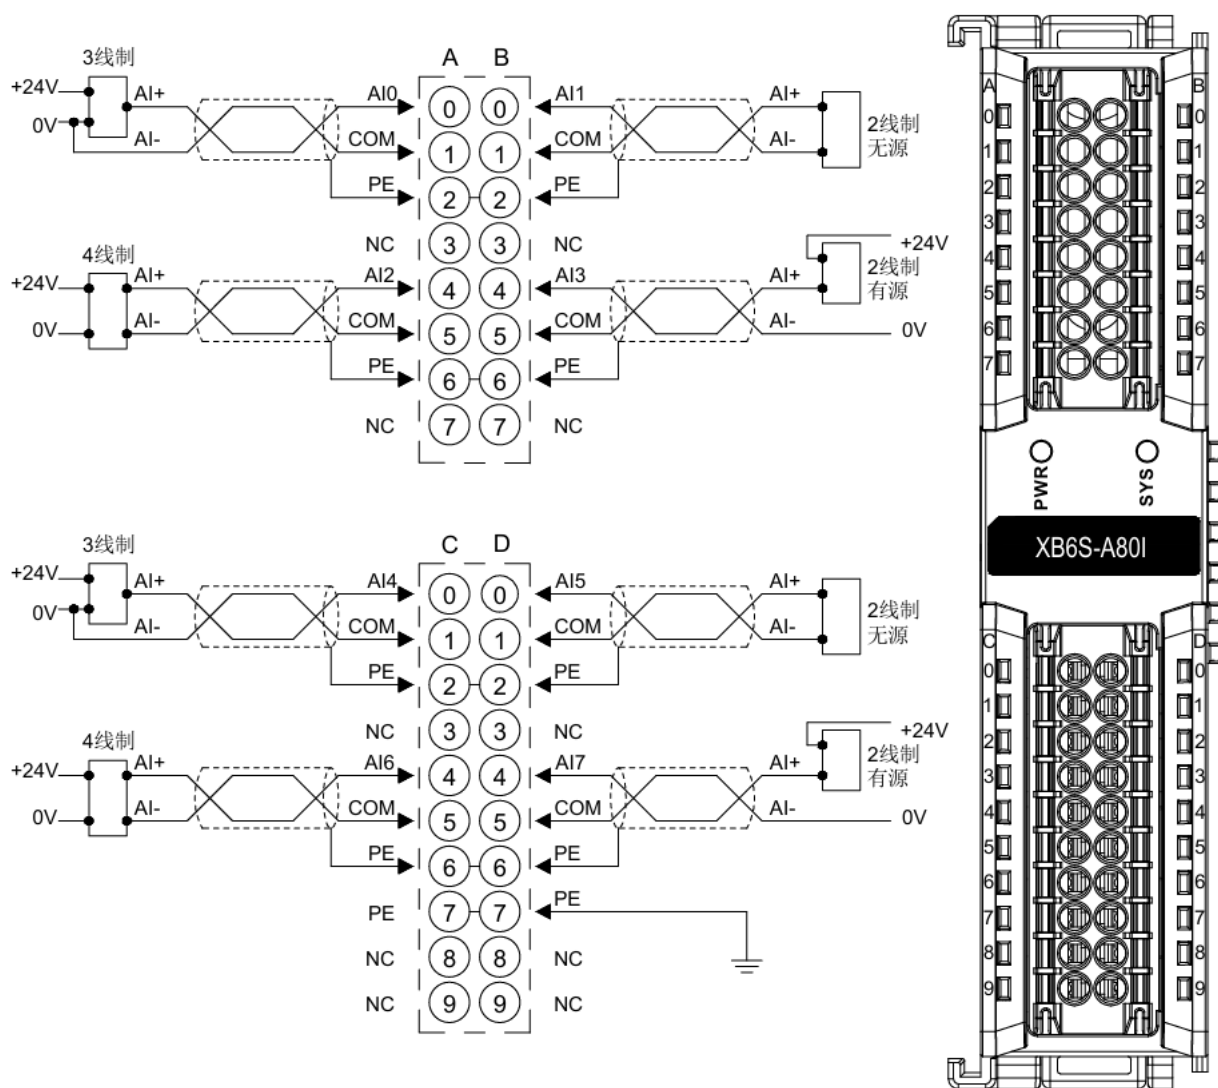 A B
3线制
+24V
AI+
0V
AI-
AI0
COM
PE
0 0
1 1
2 2
AI1
COM
PE
AI+
AI-
2线制
无源
NC
3 3
NC
4线制
+24V
AI+
0V
AI-
AI2
COM
PE
4 4
5 5
6 6
AI3
COM
PE
AI+
AI-
+24V
2线制
有源
0V
NC
7 7
NC
C D
3线制
+24V
AI+
0V
AI-
AI4
COM
PE
0 0
1 1
2 2
AI5
COM
PE
AI+
AI-
2线制
无源
NC
3 3
NC
4线制
+24V
AI+
0V
AI-
AI6
COM
PE
4 4
5 5
6 6
AI7
COM
PE
AI+
AI-
+24V
2线制
有源
0V
PE
7 7
PE
NC
8 8
NC
NC
9 9
NC
A B
0 0
1 1
2 2
3 3
4 4
5 5
6 6
7 7
PWR
SYS
XB6S-A80I
C D
0 0
1 1
2 2
3 3
4 4
5 5
6 6
7 7
8 8
9 9